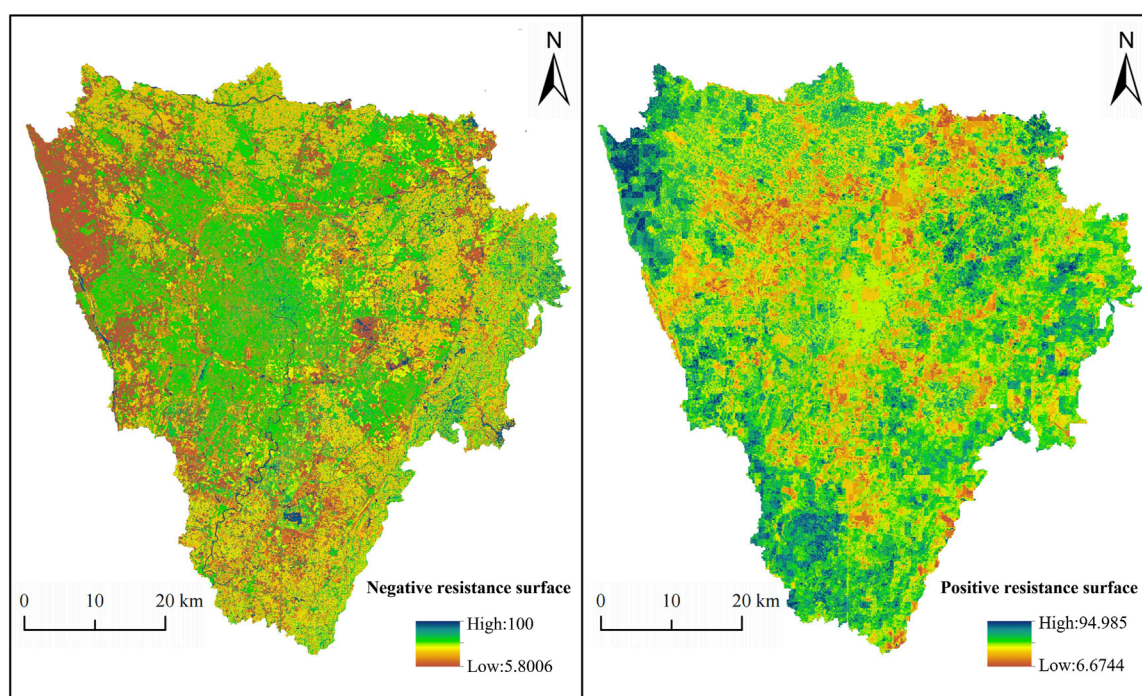 N
Negative resistance surface
0 10 20 km
High:100
Low:5.8006
N
Positive resistance surface
0 10 20 km
High:94.985
Low:6.6744